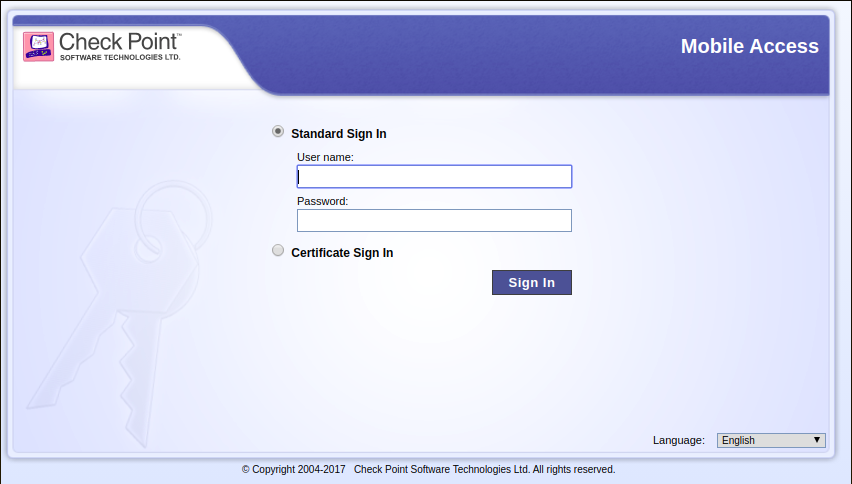 Check Point™
SOFTWARE TECHNOLOGIES LTD.
Mobile Access
Standard Sign In
User name:
Password:
Certificate Sign In
Sign In
Language: English
© Copyright 2004-2017 Check Point Software Technologies Ltd. All rights reserved.